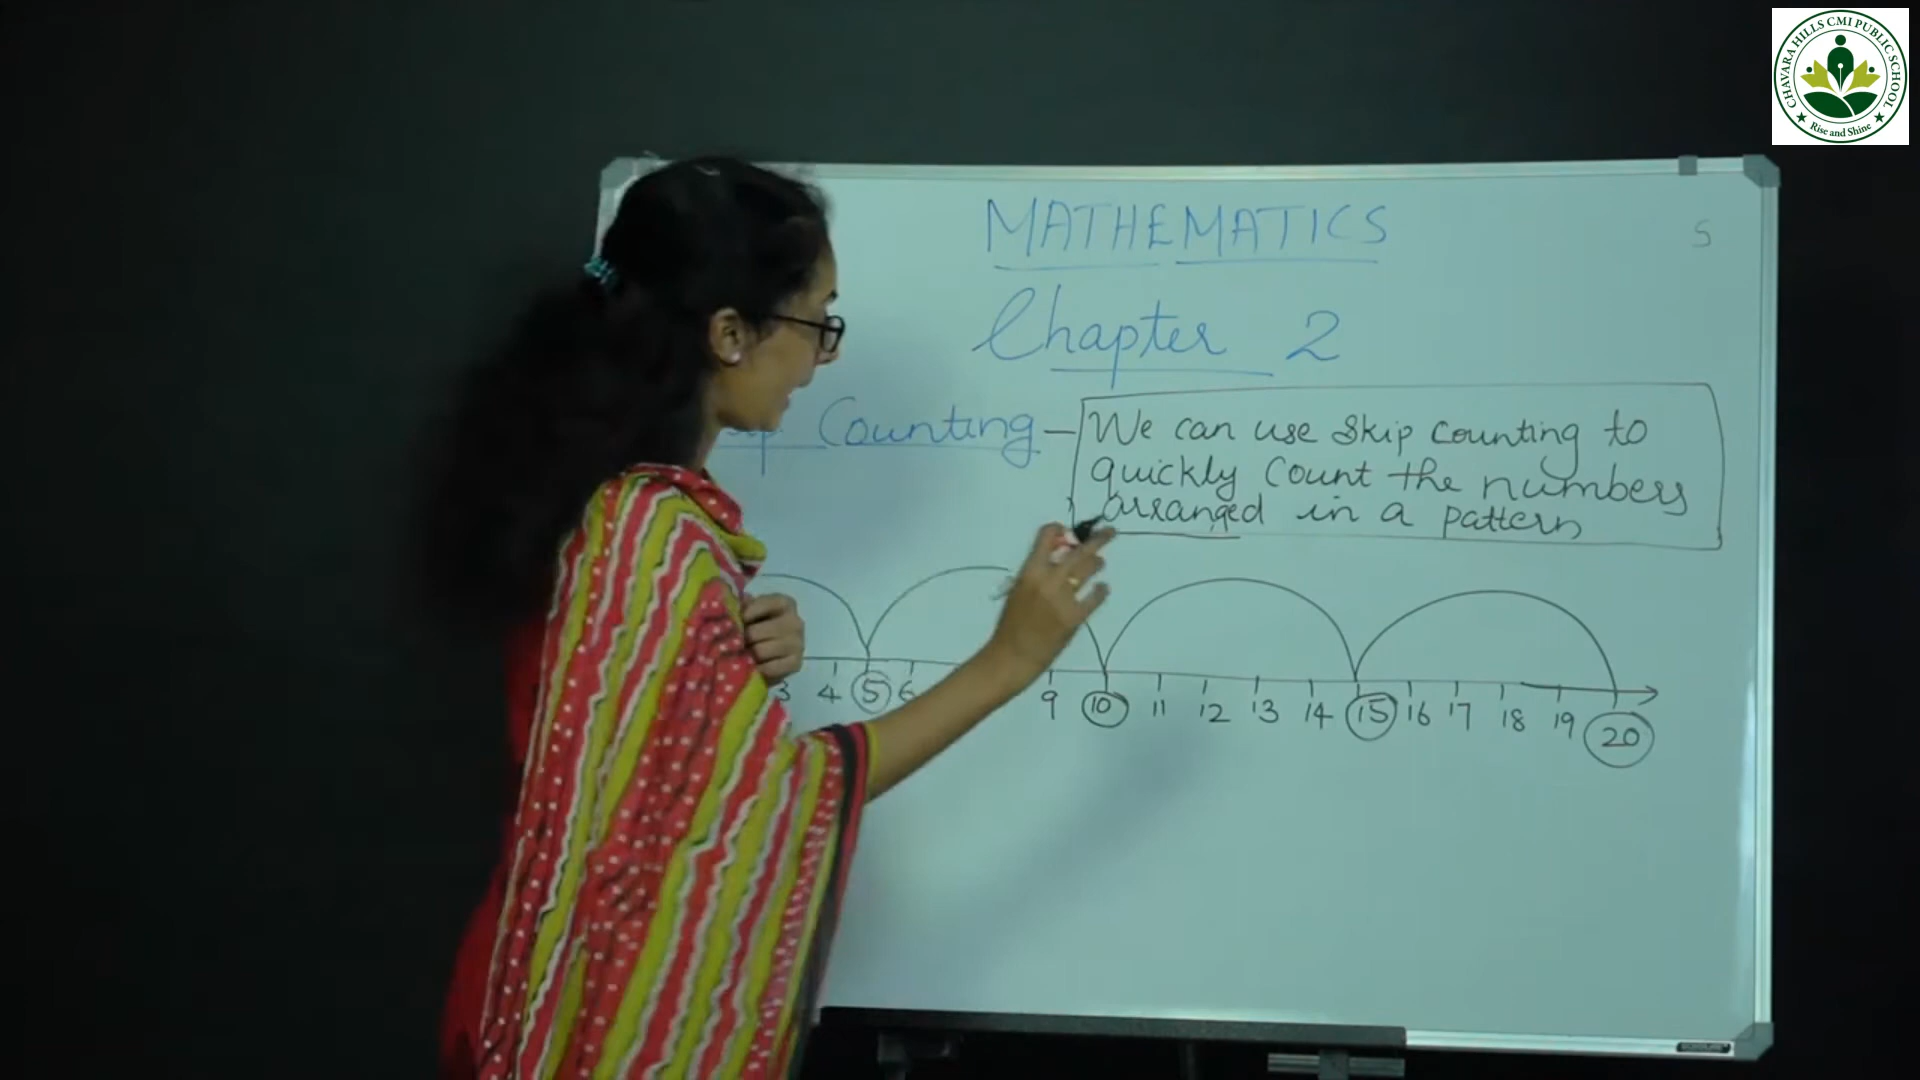 CHAVARA HILLS CMI PUBLIC SCHOOL
Rise and Shine
MATHEMATICS
S
Chapter 2
Counting — We can use skip counting to
quickly count the numbers
arranged in a pattern
3 4 5 6 9 10 11 12 13 14 15 16 17 18 19 20